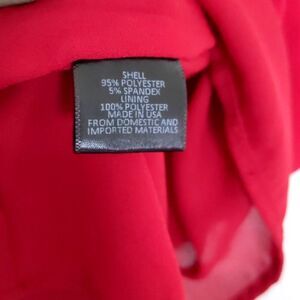 SHELL
95% POLYESTER
5% SPANDEX
LINING
100% POLYESTER
MADE IN USA
FROM DOMESTIC AND
IMPORTED MATERIALS